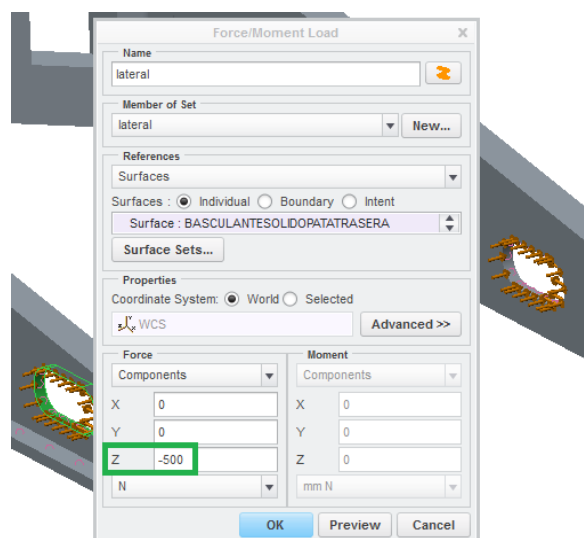 Force/Moment Load X
Name
lateral
Member of Set
lateral New...
References
Surfaces
Surfaces : Individual Boundary Intent
Surface : BASCULANTESOLIDOPATATRASERA
Surface Sets...
Properties
Coordinate System: World Selected
WCS Advanced >>
Force Moment
Components Components
X 0 X 0
Y 0 Y 0
Z -500 Z 0
N mm N
OK Preview Cancel